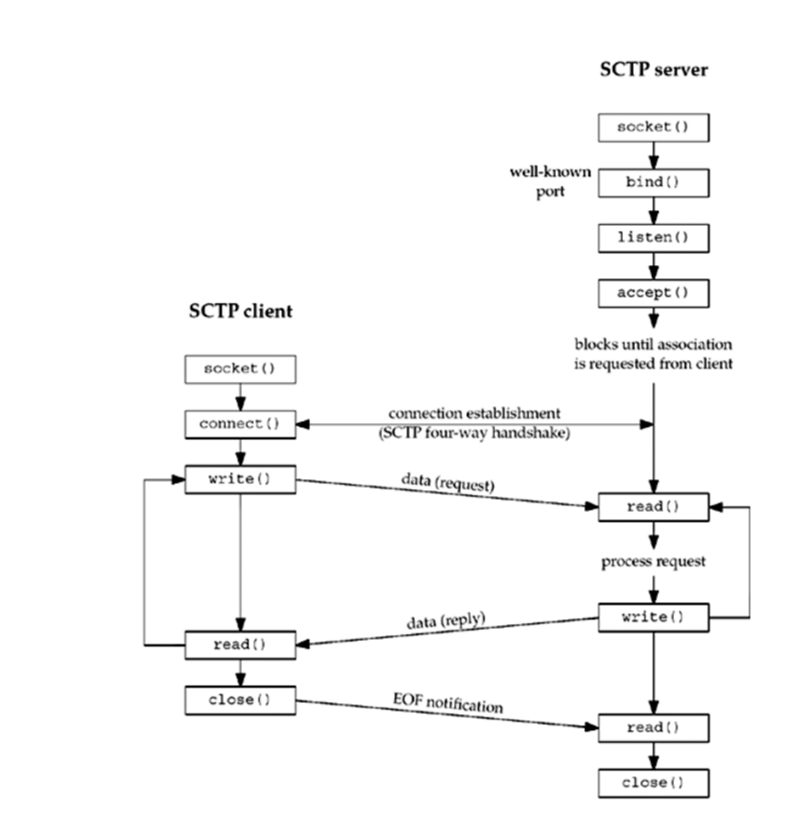 SCTP server
socket()
well-known
port
bind()
listen()
accept()
blocks until association
is requested from client
SCTP client
socket()
connect()
connection establishment
(SCTP four-way handshake)
write()
data (request)
read()
process request
write()
data (reply)
read()
close()
EOF notification
read()
close()